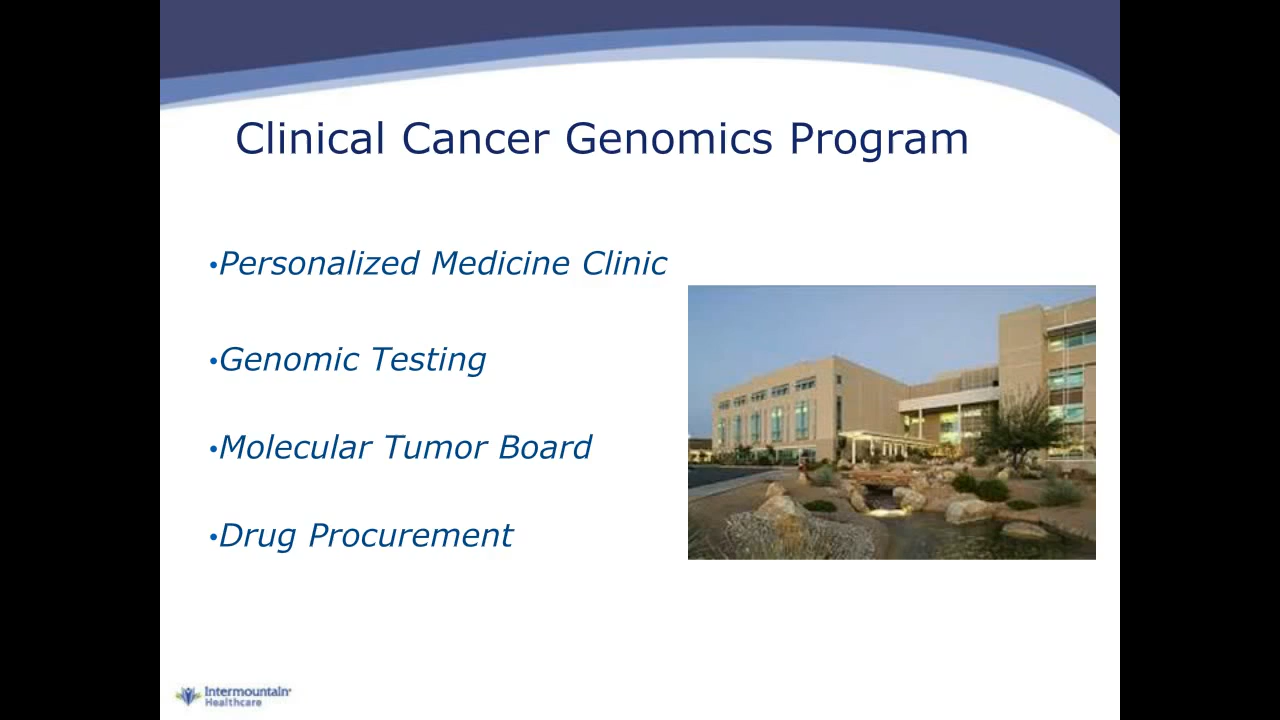 Clinical Cancer Genomics Program
•Personalized Medicine Clinic
•Genomic Testing
•Molecular Tumor Board
•Drug Procurement
Intermountain®
Healthcare